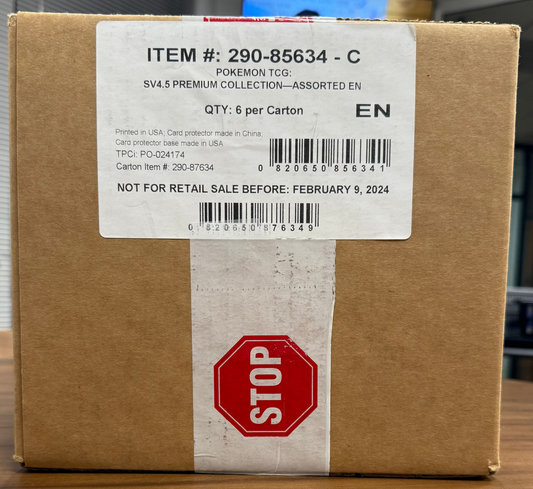 ITEM #: 290-85634 - C
POKEMON TCG:
SV4.5 PREMIUM COLLECTION—ASSORTED EN
QTY: 6 per Carton
EN
Printed in USA; Card protector made in China;
Card protector base made in USA
TPCi: PO-024174
Carton Item #: 290-87634
0 820650 856341
NOT FOR RETAIL SALE BEFORE: FEBRUARY 9, 2024
0 820650 876349
STOP